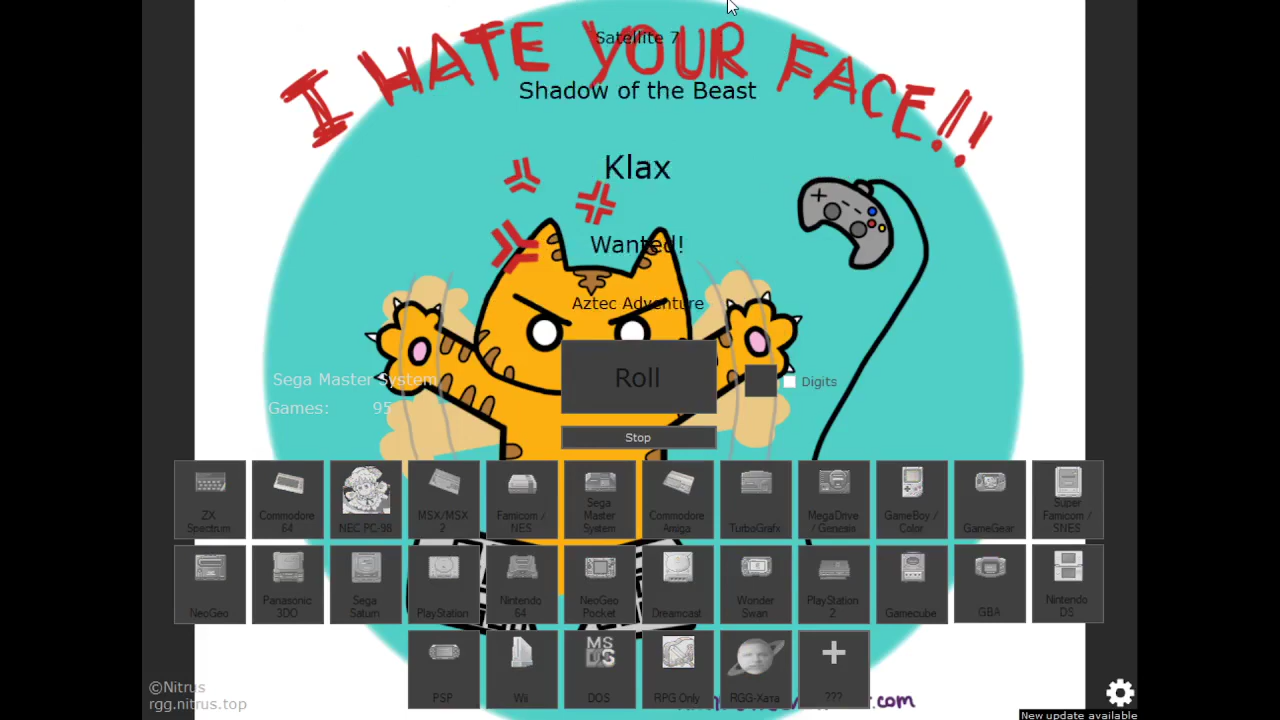 I HATE YOUR FACE!!
Satellite 7
Shadow of the Beast
Klax
Wanted!
Aztec Adventure
Sega Master System
Games: 95
Roll
Digits
Stop
ZX
Spectrum
Commodore
64
NEC PC-98
MSX/MSX
2
Famicom /
NES
Sega
Master
System
Commodore
Amiga
TurboGrafx
MegaDrive
/ Genesis
GameBoy /
Color
GameGear
Super
Famicom /
SNES
NeoGeo
Panasonic
3DO
Sega
Saturn
PlayStation
Nintendo
64
NeoGeo
Pocket
Dreamcast
Wonder
Swan
PlayStation
2
Gamecube
GBA
Nintendo
DS
PSP
Wii
MS
DOS
DOS
RPG Only
RGG-Хата
???
.com
©Nitrus
rgg.nitrus.top
New update available